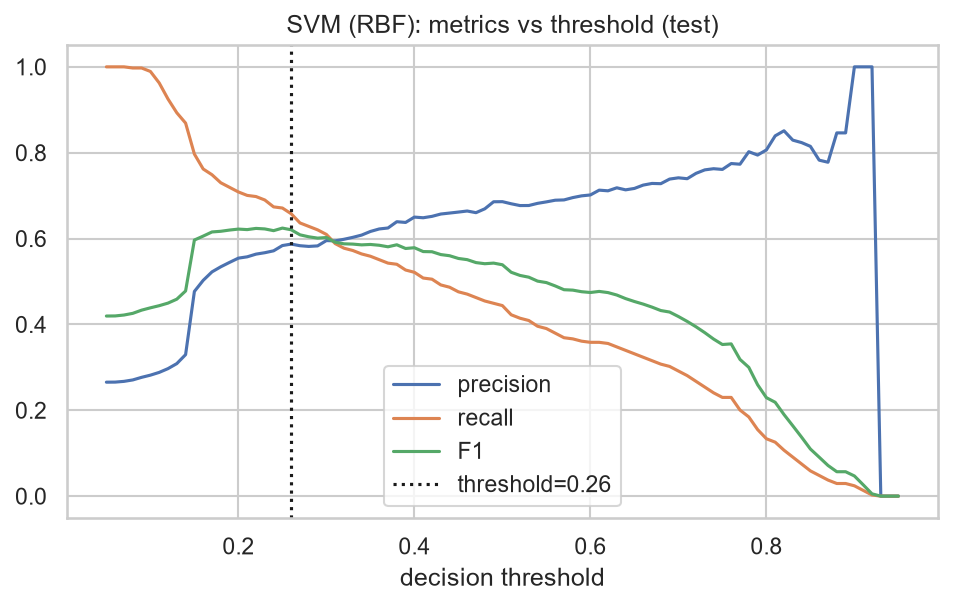 SVM (RBF): metrics vs threshold (test)
1.0
0.8
0.6
0.4
0.2
0.0
precision
recall
F1
threshold=0.26
0.2 0.4 0.6 0.8
decision threshold